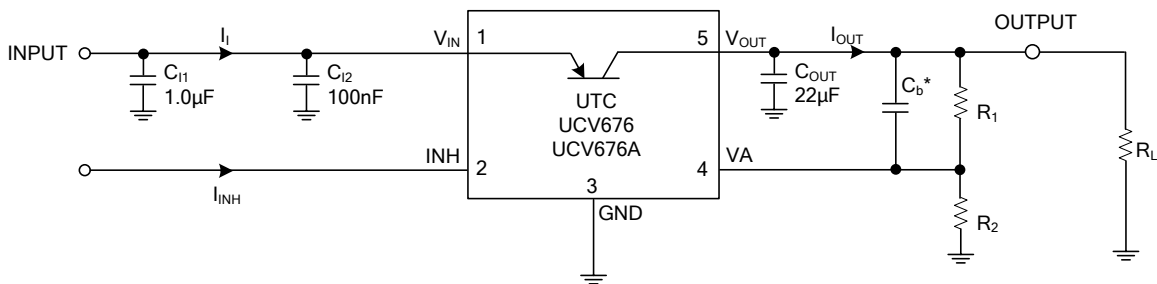 OUTPUT
INPUT
I_I
V_IN
1
5
V_OUT
I_OUT
C_I1
1.0µF
C_I2
100nF
C_OUT
22µF
C_b*
R_1
UTC
UCV676
UCV676A
R_L
INH
2
4
VA
I_INH
3
GND
R_2